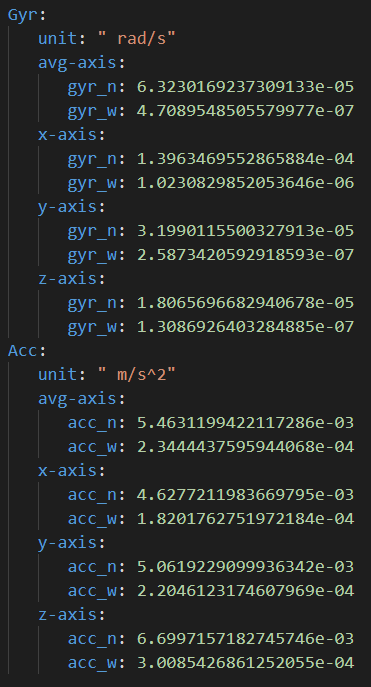 Gyr:
unit: " rad/s"
avg-axis:
gyr_n: 6.3230169237309133e-05
gyr_w: 4.7089548505579977e-07
x-axis:
gyr_n: 1.3963469552865884e-04
gyr_w: 1.0230829852053646e-06
y-axis:
gyr_n: 3.1990115500327913e-05
gyr_w: 2.5873420592918593e-07
z-axis:
gyr_n: 1.8065696682940678e-05
gyr_w: 1.3086926403284885e-07
Acc:
unit: " m/s^2"
avg-axis:
acc_n: 5.4631199422117286e-03
acc_w: 2.3444437595944068e-04
x-axis:
acc_n: 4.6277211983669795e-03
acc_w: 1.8201762751972184e-04
y-axis:
acc_n: 5.0619229099936342e-03
acc_w: 2.2046123174607969e-04
z-axis:
acc_n: 6.6997157182745746e-03
acc_w: 3.0085426861252055e-04